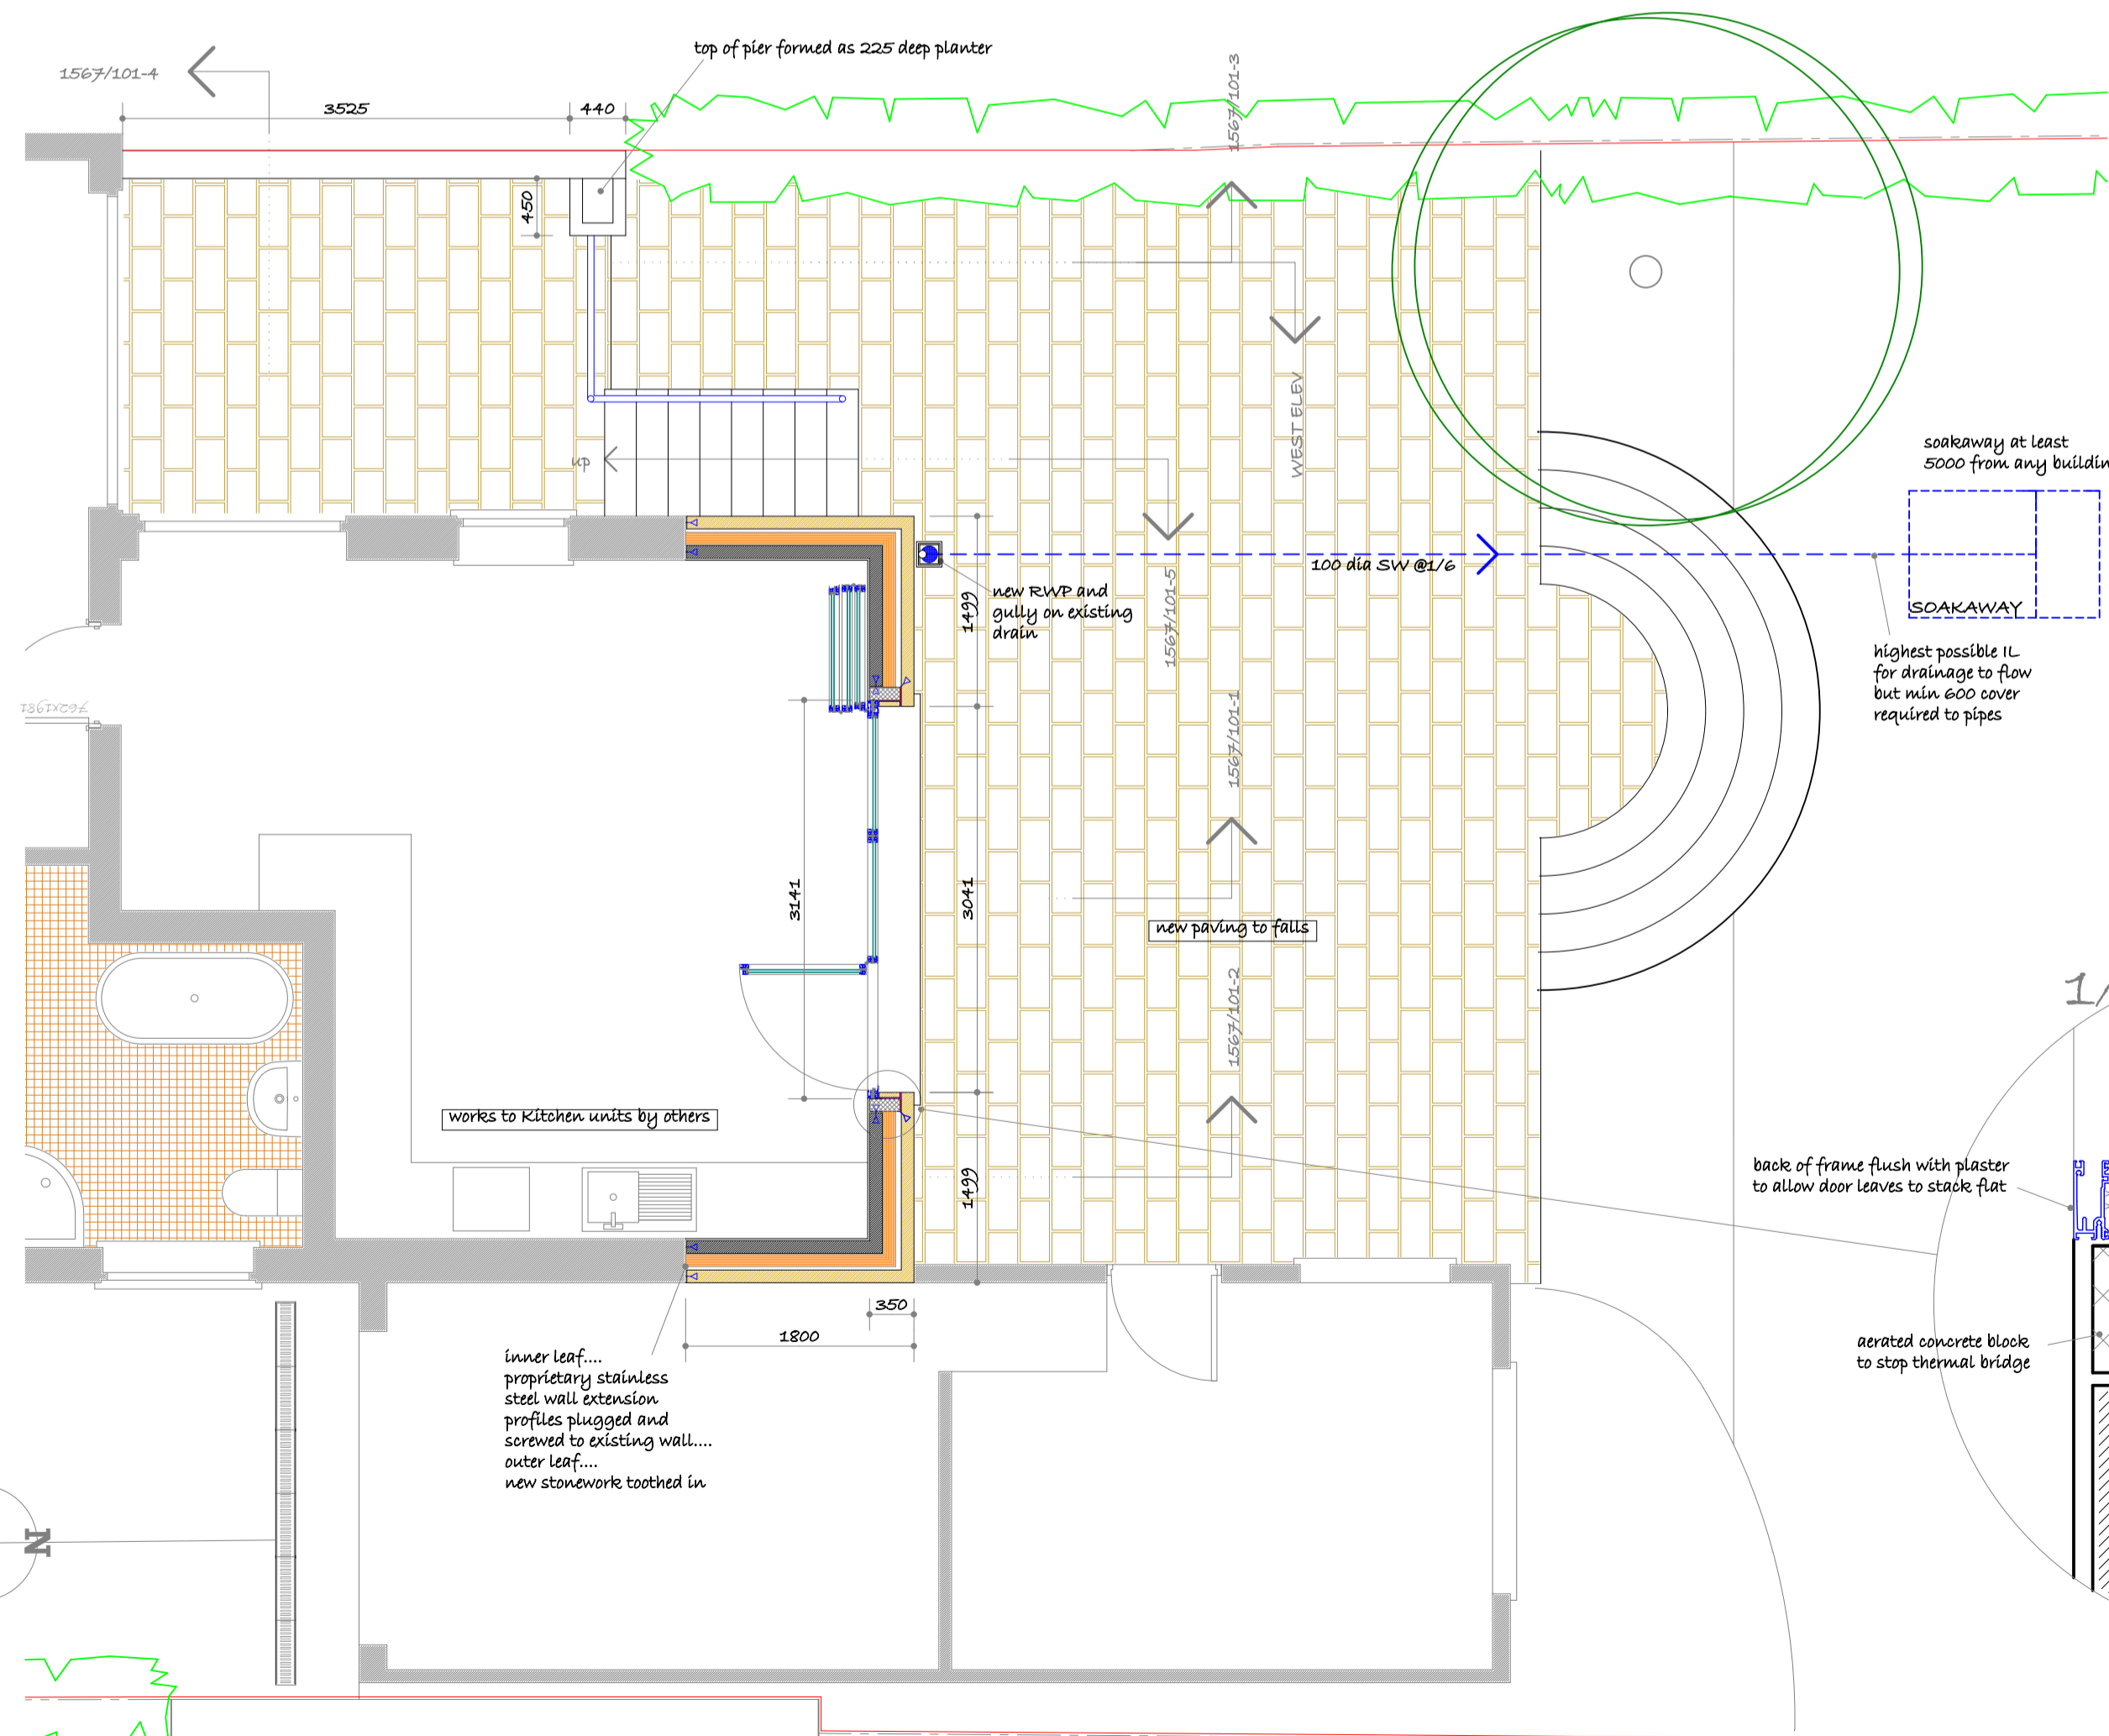 top of pier formed as 225 deep planter
1567/101-4
3525
440
1567/101-3
450
WEST ELEV
up
soakaway at least
5000 from any buildin
100 dia SW @1/6
SOAKAWAY
new RWP and
gully on existing
drain
1499
1567/101-5
highest possible IL
for drainage to flow
but min 600 cover
required to pipes
762x1981
1567/101-1
3141
3041
new paving to falls
1567/101-2
1/
works to Kitchen units by others
back of frame flush with plaster
to allow door leaves to stack flat
1499
350
1800
aerated concrete block
to stop thermal bridge
inner leaf....
proprietary stainless
steel wall extension
profiles plugged and
screwed to existing wall....
outer leaf....
new stonework toothed in
N